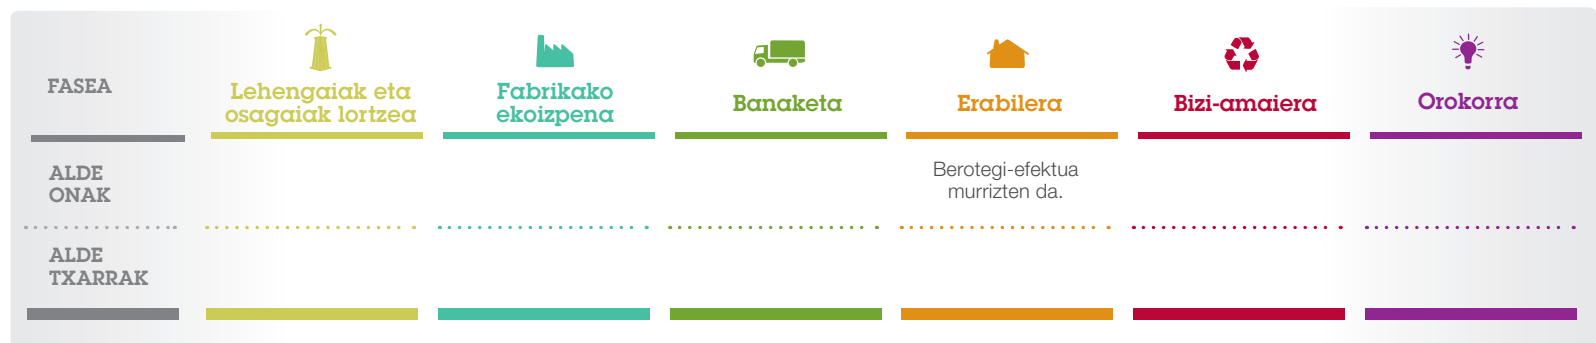 FASEA
Lehengaiak eta
osagaiak lortzea
Fabrikako
ekoizpena
Banaketa
Erabilera
Bizi-amaiera
Orokorra
ALDE
ONAK
Berotegi-efektua
murrizten da.
ALDE
TXARRAK